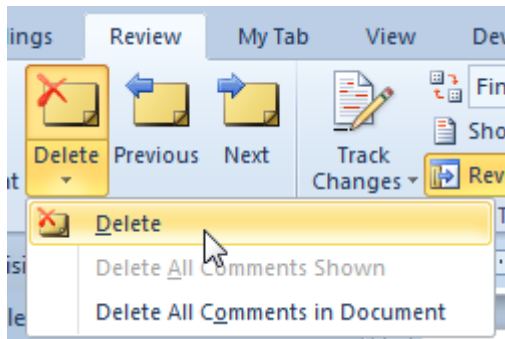 ings Review My Tab View Dev
Delete Previous Next Track Changes
Fin
Sho
Rev
Delete
Delete All Comments Shown
Delete All Comments in Document